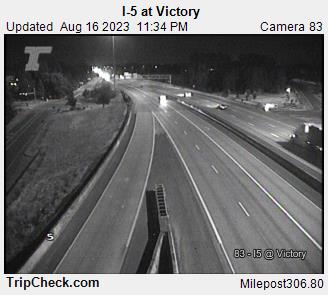 I-5 at Victory
Updated Aug 16 2023 11:34 PM Camera 83
T
S
83 - I5 @ Victory
TripCheck.com Milepost306.80